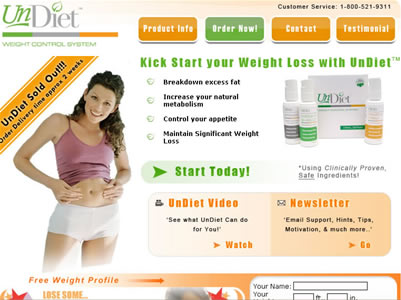 Customer Service: 1-800-521-9311
UnDiet™
WEIGHT CONTROL SYSTEM
Product Info
Order Now!
Contact
Testimonial
Kick Start your Weight Loss with UnDiet™
UnDiet Sold Out!!!
Order Delivery time approx 2 weeks
Breakdown excess fat
Increase your natural
metabolism
Control your appetite
Maintain Significant Weight
Loss
UnDiet
Start Today!
*Using Clinically Proven,
Safe Ingredients!
UnDiet Video
'See what UnDiet Can do
for You!'
Watch
Newsletter
'Email Support, Hints, Tips,
Motivation, & much more..'
Go
Free Weight Profile
LOSE SOME...
Your Name:
Your
ft.
in.